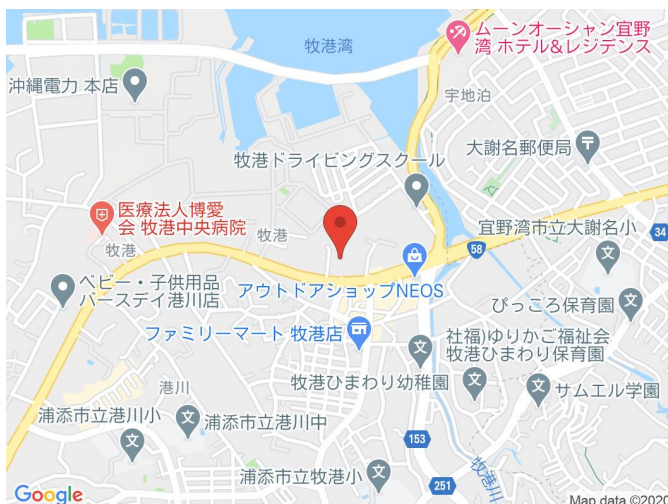 ムーンオーシャン宜野
湾 ホテル&レジデンス
牧港湾
沖縄電力 本店
宇地泊
大謝名郵便局
牧港ドライビングスクール
医療法人博愛
会 牧港中央病院
牧港
牧港
宜野湾市立大謝名小
34
58
ベビー・子供用品
バースデイ港川店
アウトドアショップNEOS
ぴっころ保育園
ファミリーマート 牧港店
社福)ゆりかご福祉会
牧港ひまわり保育園
港川
牧港ひまわり幼稚園
サムエル学園
浦添市立港川小
浦添市立港川中
153
浦添市立牧港小
251
牧港川
Google
Map data ©2020